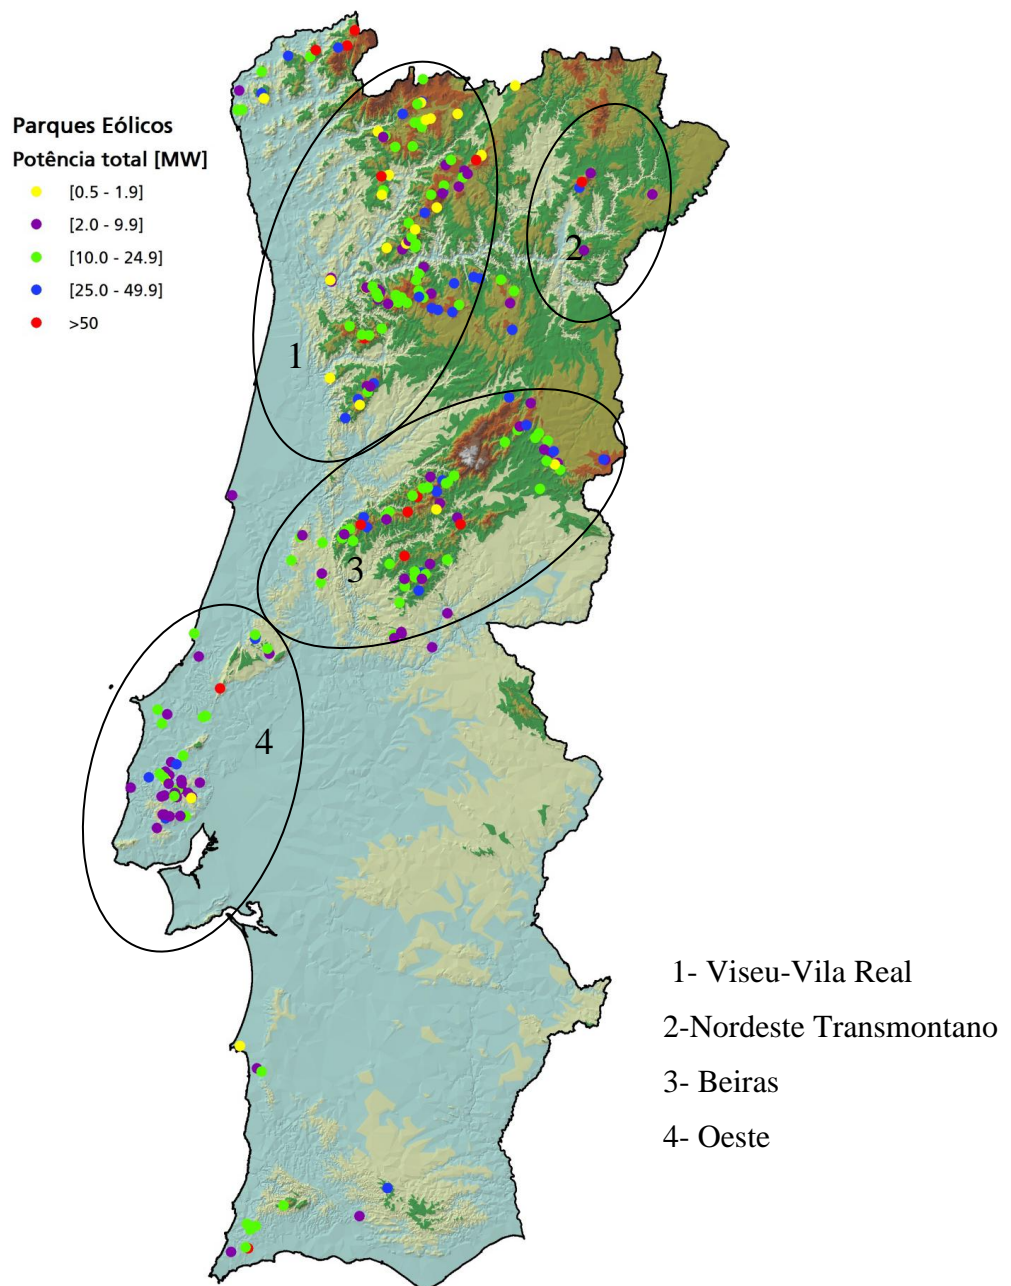 Parques Eólicos
Potência total [MW]
[0.5 - 1.9]
[2.0 - 9.9]
[10.0 - 24.9]
[25.0 - 49.9]
>50
1
2
3
4
1- Viseu-Vila Real
2-Nordeste Transmontano
3- Beiras
4- Oeste